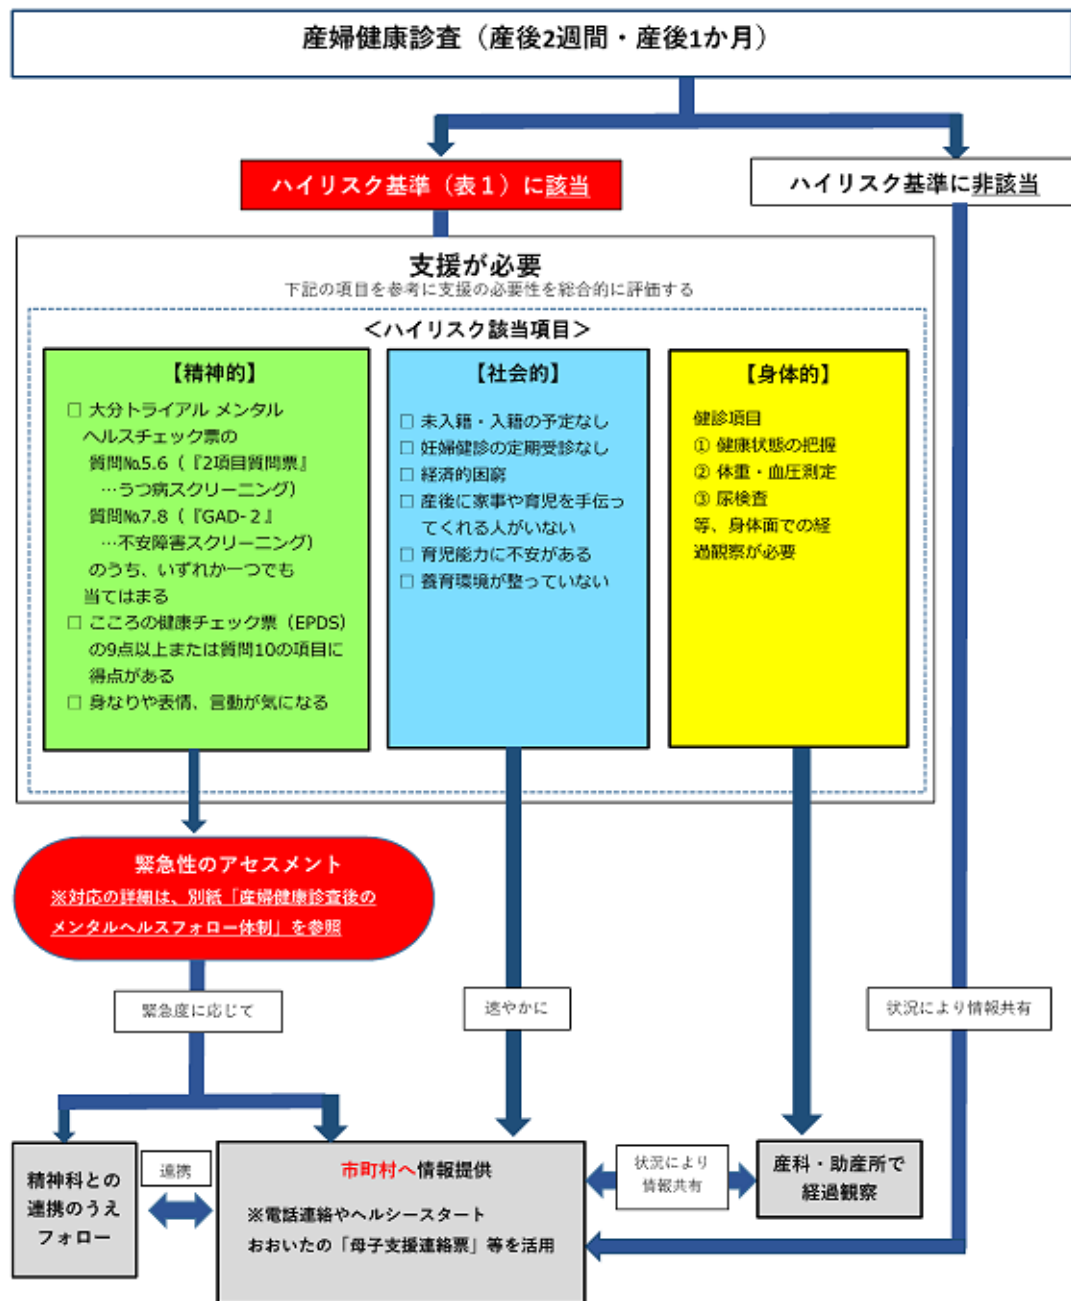 産婦健康診査（産後2週間・産後1か月）
ハイリスク基準（表１）に該当
ハイリスク基準に非該当
支援が必要
下記の項目を参考に支援の必要性を総合的に評価する
＜ハイリスク該当項目＞
【精神的】
□ 大分トライアル メンタル
ヘルスチェック票の
質問№5.6（『2項目質問票』
…うつ病スクリーニング）
質問№7.8（『GAD-２』
…不安障害スクリーニング）
のうち、いずれか一つでも
当てはまる
□ こころの健康チェック票（EPDS）
の9点以上または質問10の項目に
得点がある
□ 身なりや表情、言動が気になる
【社会的】
□ 未入籍・入籍の予定なし
□ 妊婦健診の定期受診なし
□ 経済的困窮
□ 産後に家事や育児を手伝っ
てくれる人がいない
□ 育児能力に不安がある
□ 養育環境が整っていない
【身体的】
健診項目
① 健康状態の把握
② 体重・血圧測定
③ 尿検査
等、身体面での経
過観察が必要
緊急性のアセスメント
※対応の詳細は、別紙「産婦健康診査後の
メンタルヘルスフォロー体制」を参照
緊急度に応じて
速やかに
状況により情報共有
精神科との
連携のうえ
フォロー
連携
市町村へ情報提供
※電話連絡やヘルシースタート
おおいたの「母子支援連絡票」等を活用
状況により
情報共有
産科・助産所で
経過観察